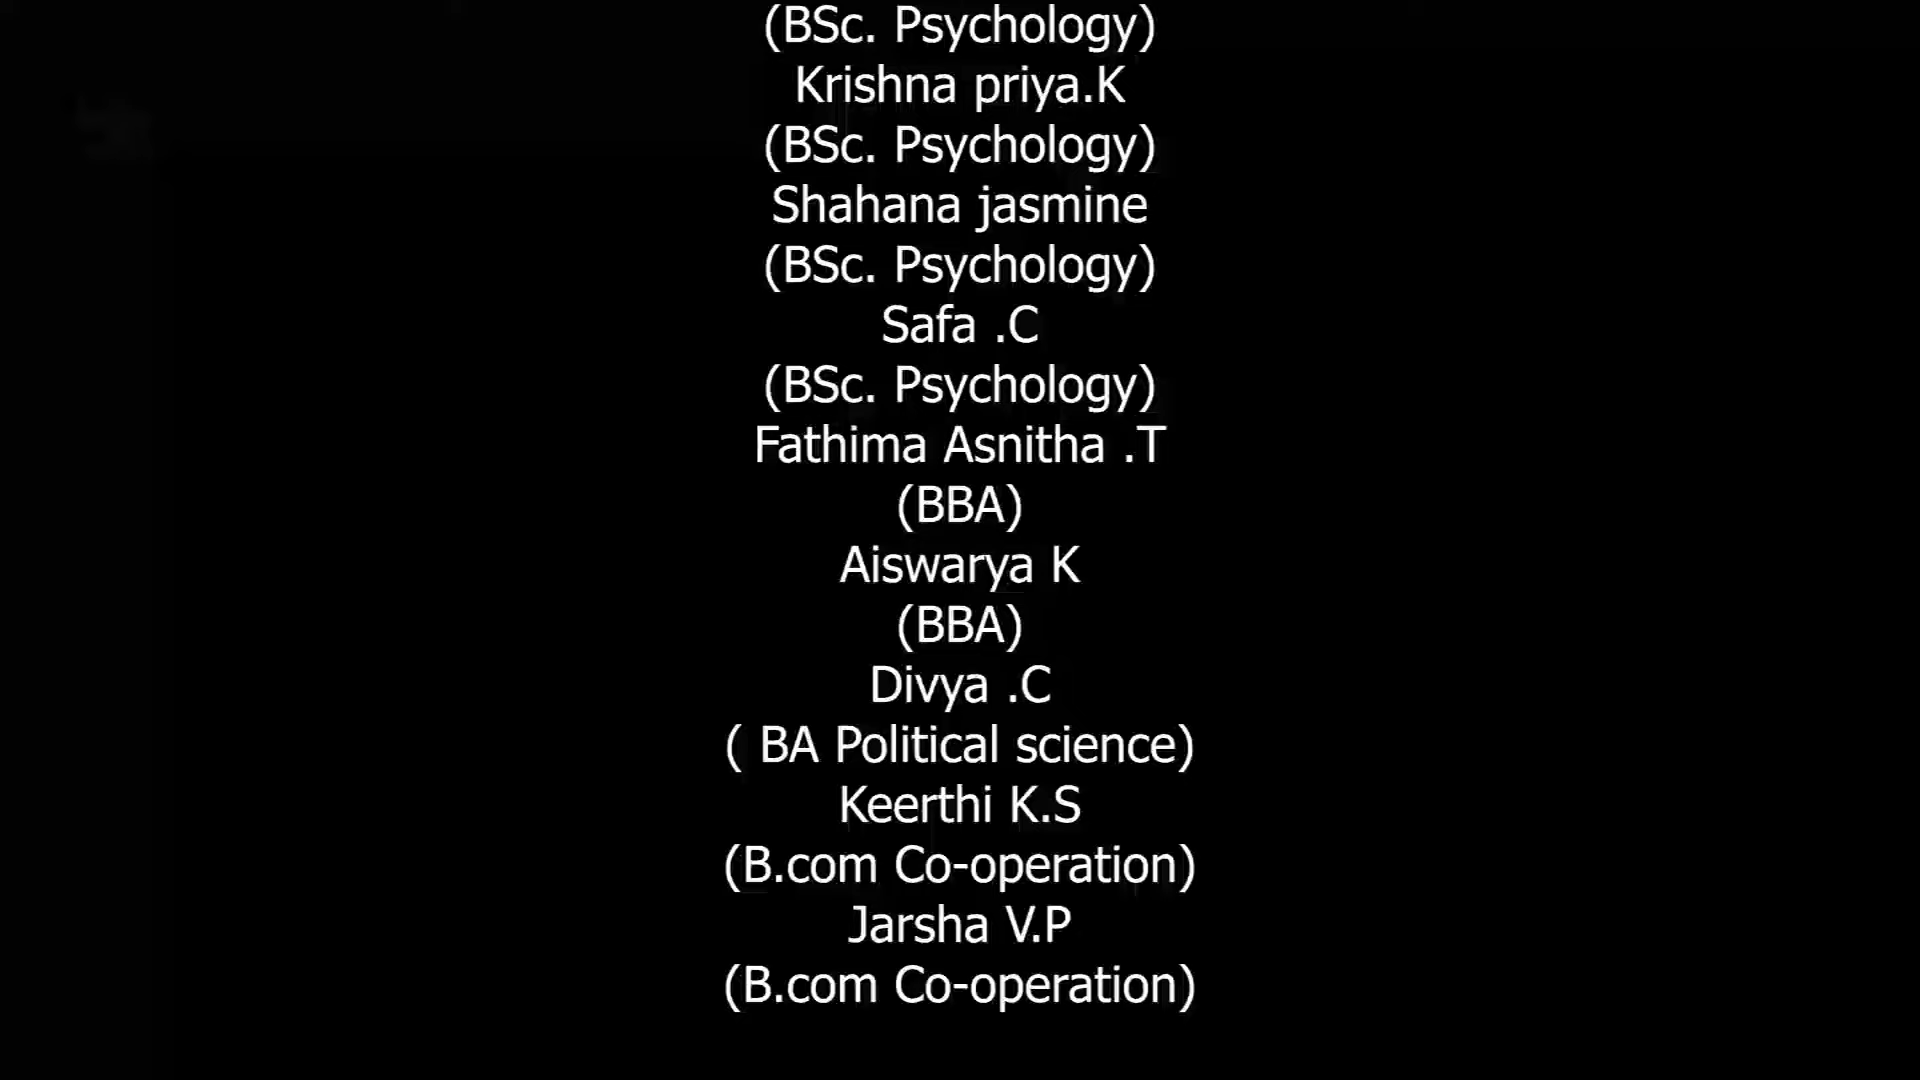 (BSc. Psychology)
Krishna priya.K
(BSc. Psychology)
Shahana jasmine
(BSc. Psychology)
Safa .C
(BSc. Psychology)
Fathima Asnitha .T
(BBA)
Aiswarya K
(BBA)
Divya .C
( BA Political science)
Keerthi K.S
(B.com Co-operation)
Jarsha V.P
(B.com Co-operation)